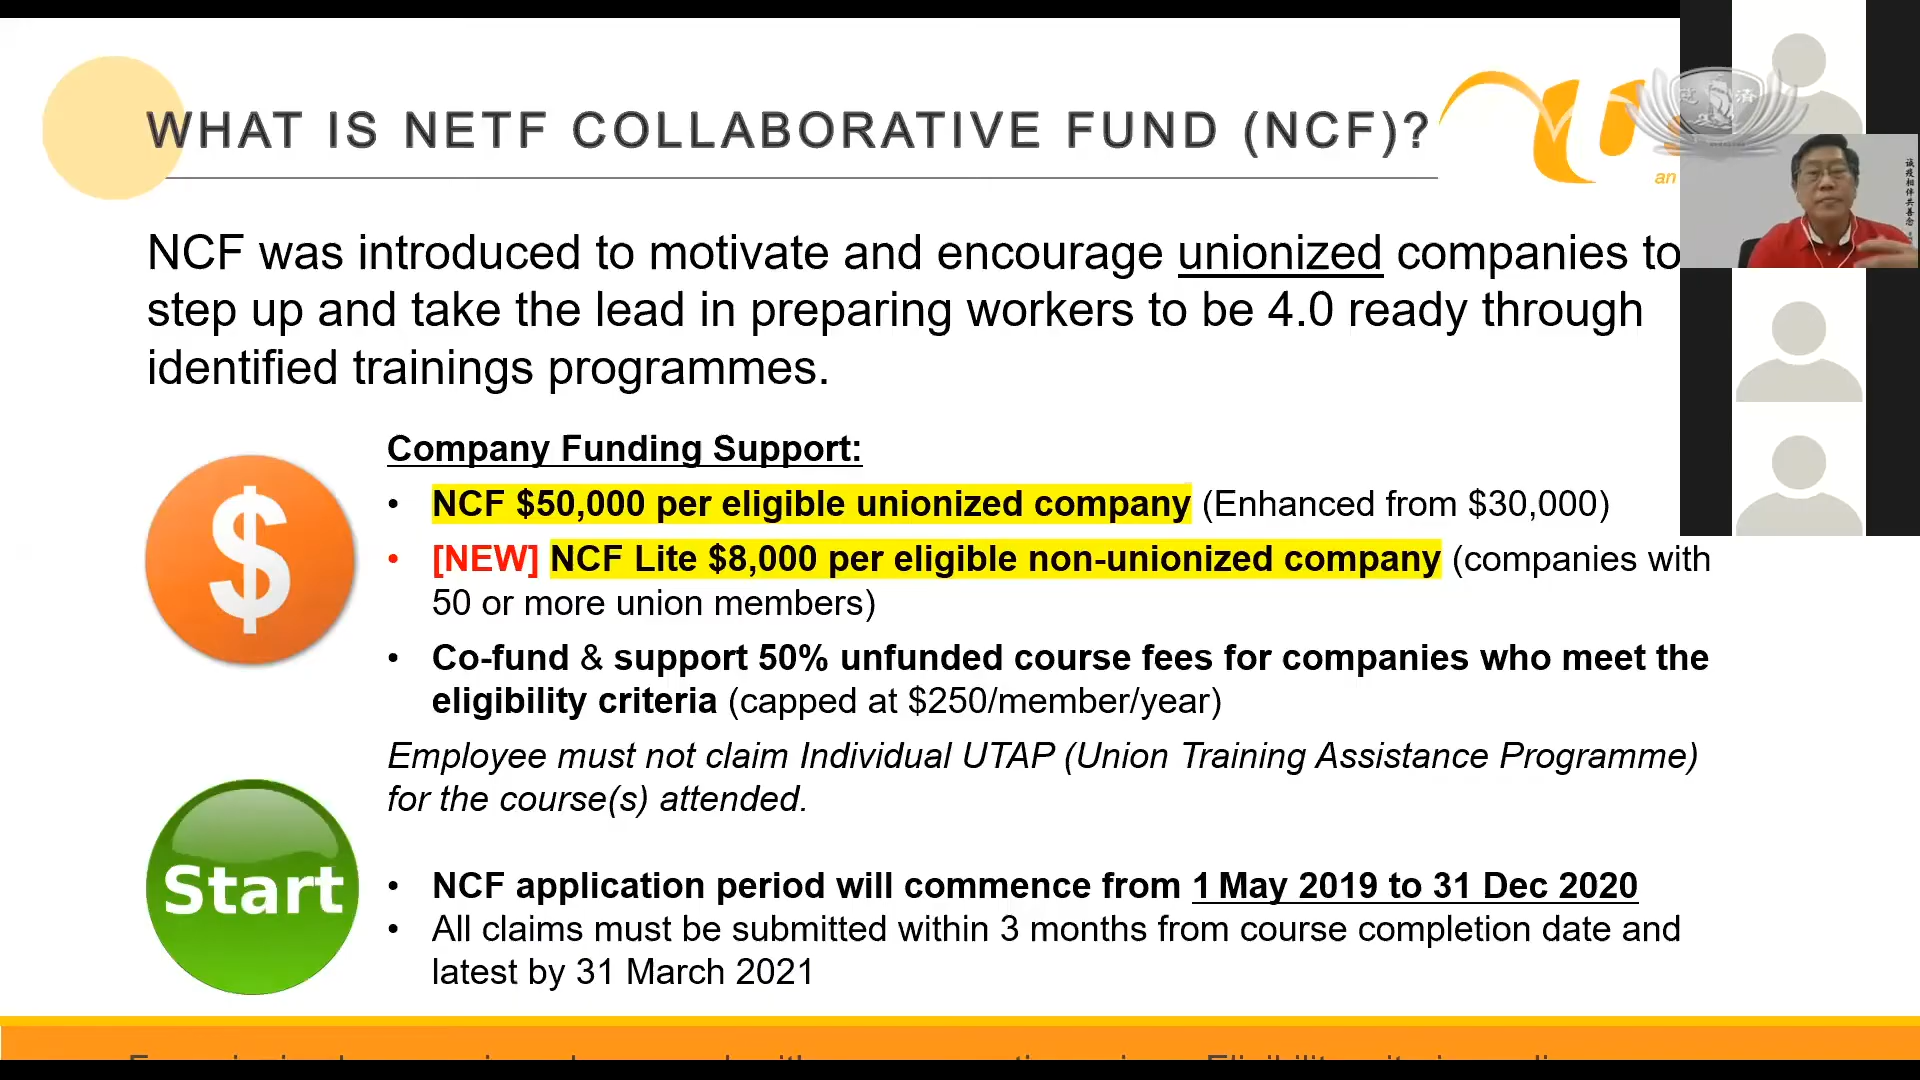 WHAT IS NETF COLLABORATIVE FUND (NCF)?
an
NCF was introduced to motivate and encourage unionized companies to
step up and take the lead in preparing workers to be 4.0 ready through
identified trainings programmes.
Company Funding Support:
• NCF $50,000 per eligible unionized company (Enhanced from $30,000)
• [NEW] NCF Lite $8,000 per eligible non-unionized company (companies with
50 or more union members)
• Co-fund & support 50% unfunded course fees for companies who meet the
eligibility criteria (capped at $250/member/year)
Employee must not claim Individual UTAP (Union Training Assistance Programme)
for the course(s) attended.
Start
• NCF application period will commence from 1 May 2019 to 31 Dec 2020
• All claims must be submitted within 3 months from course completion date and
latest by 31 March 2021